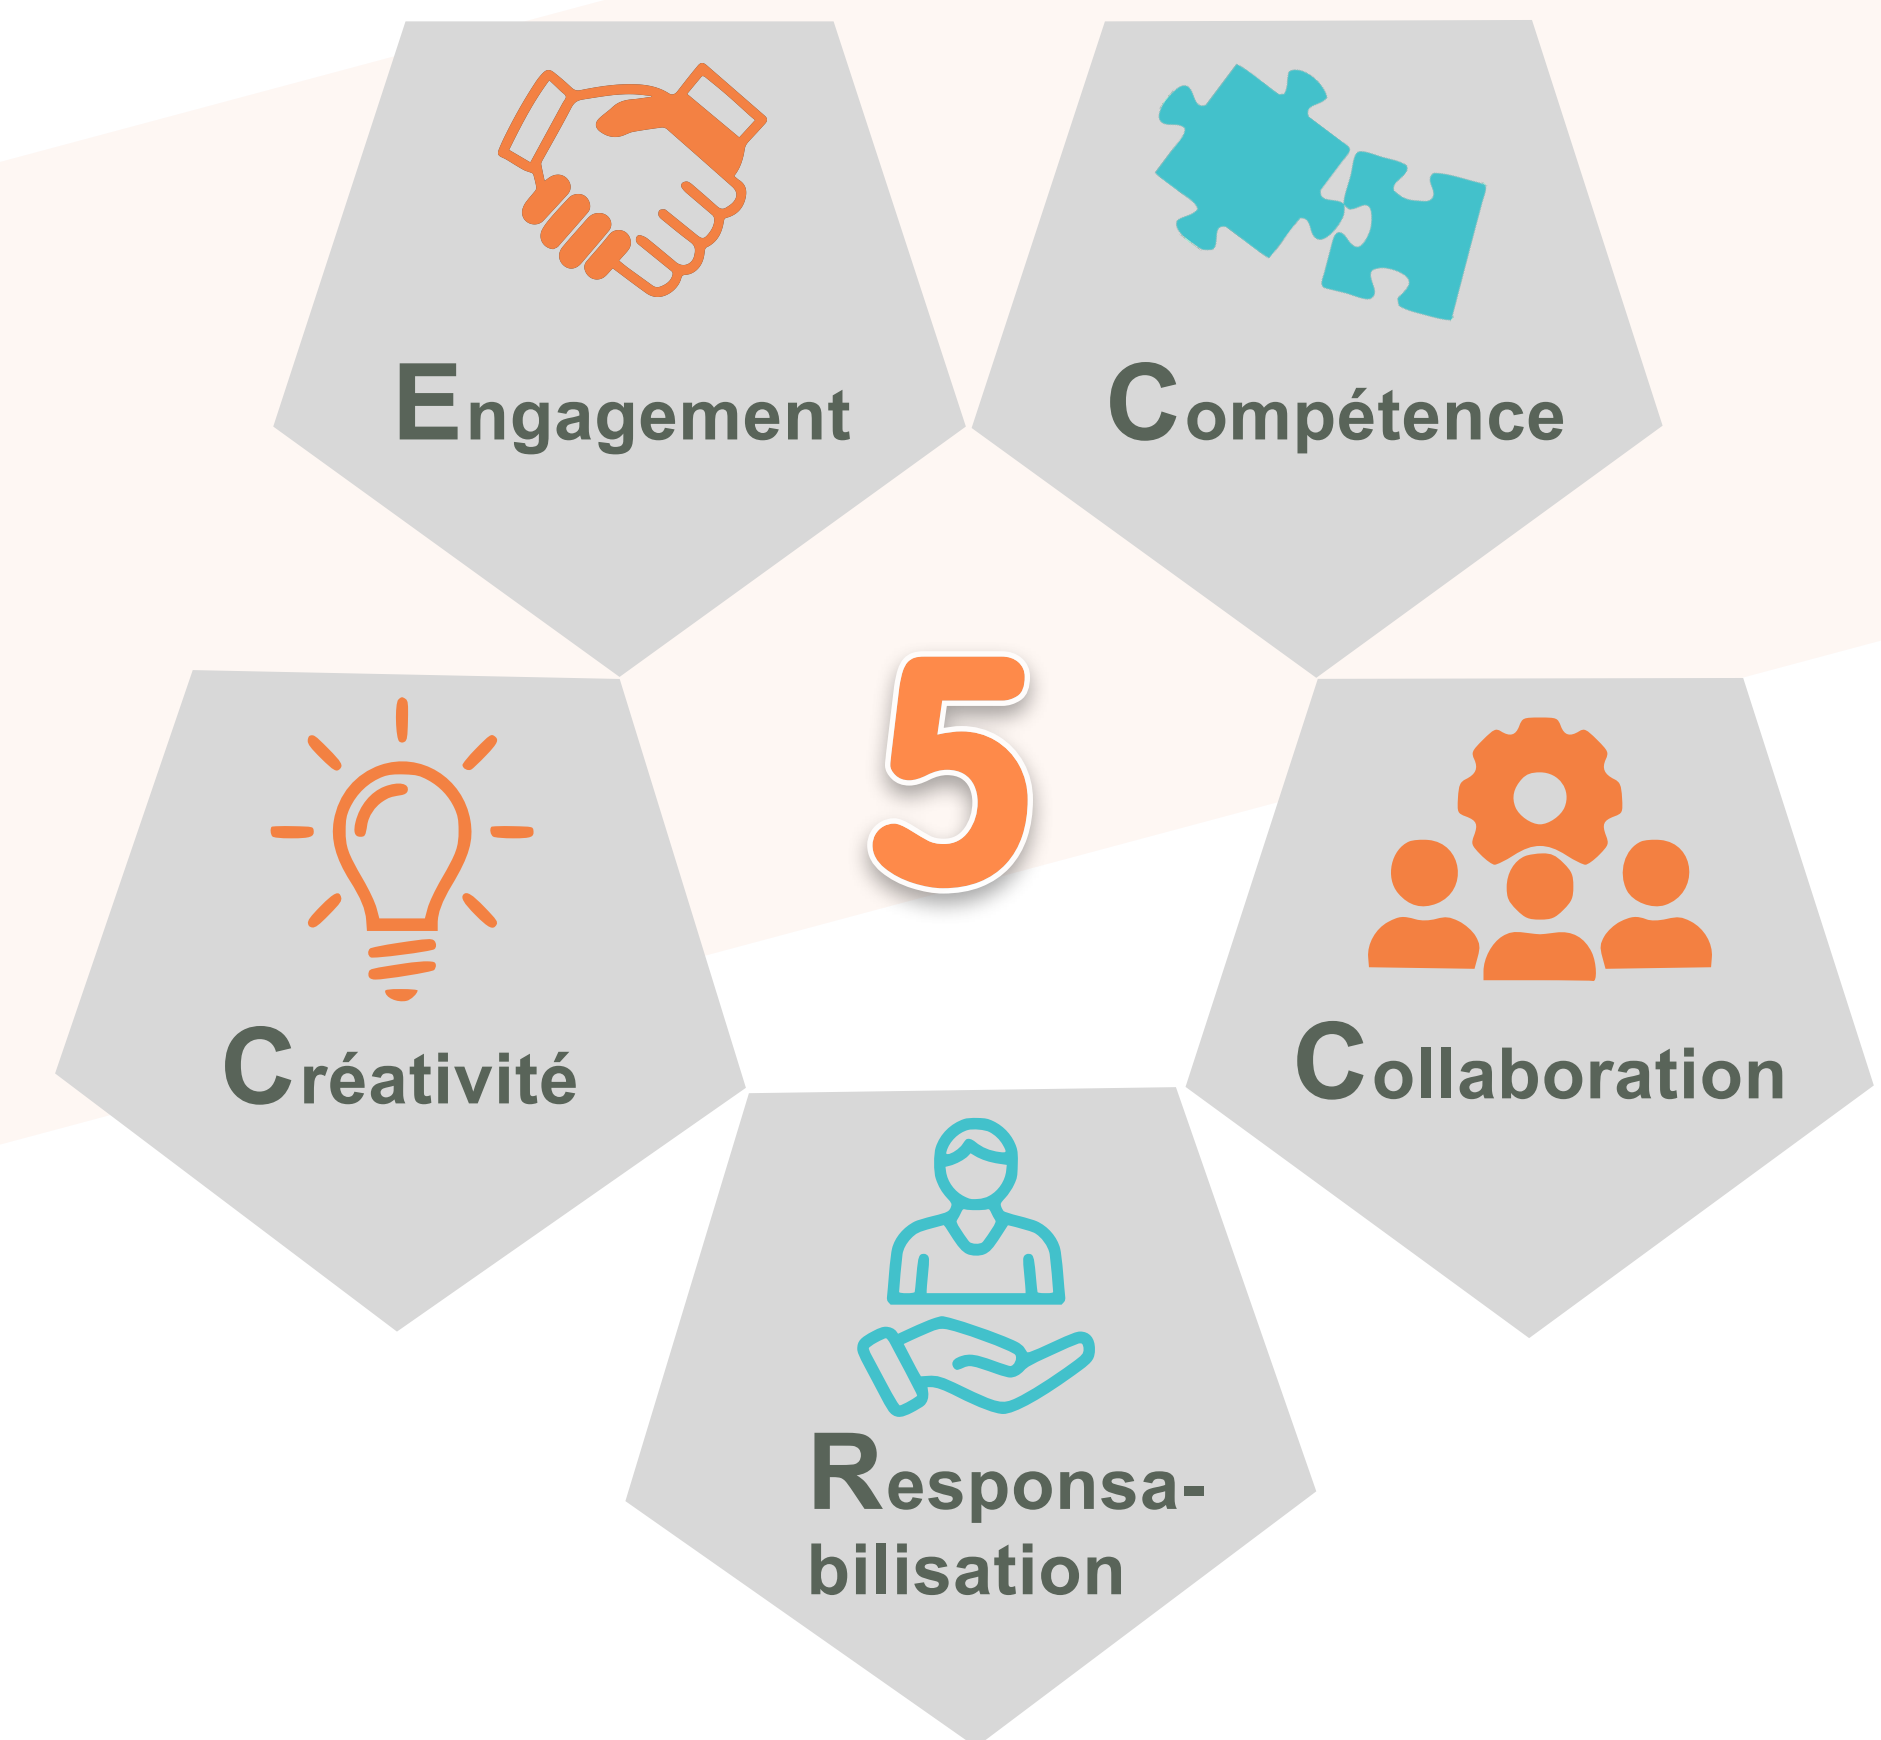 Engagement
Compétence
5
Créativité
Collaboration
Responsa-
bilisation